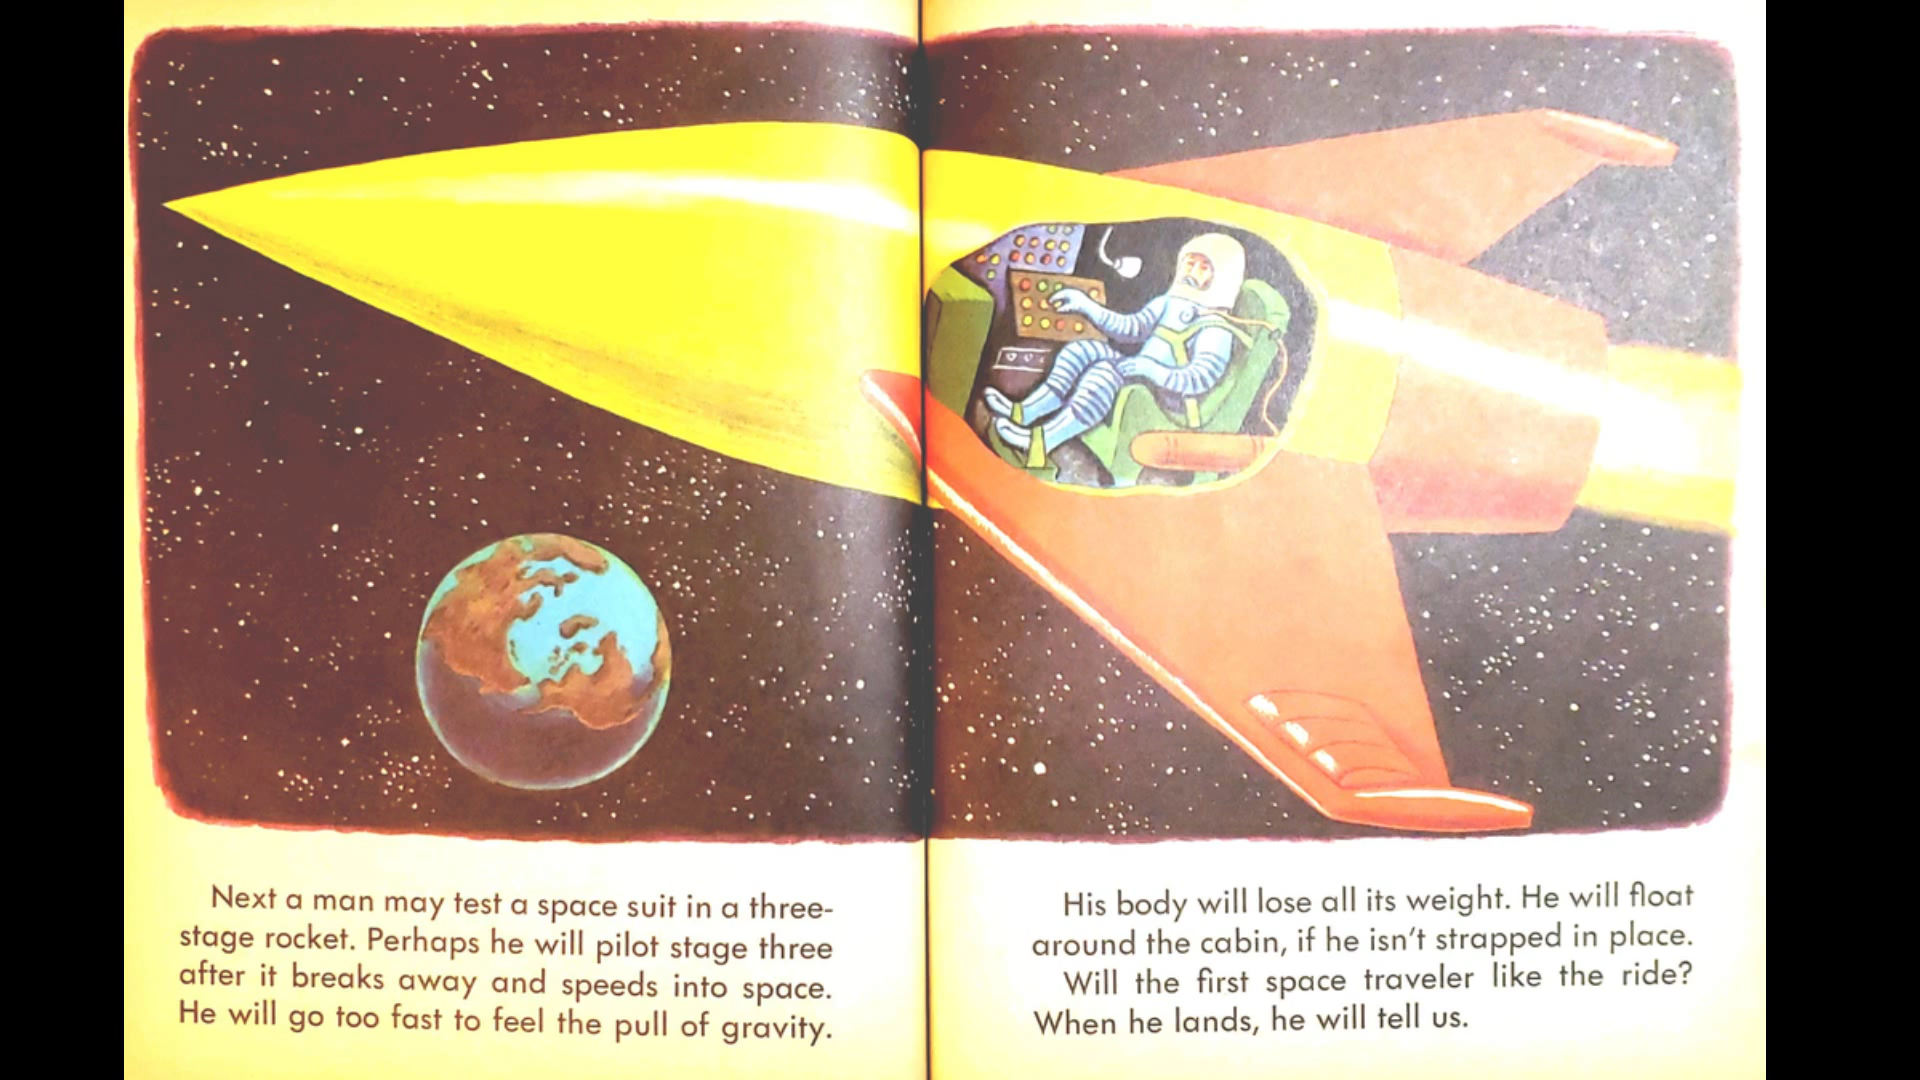 Next a man may test a space suit in a three-
stage rocket. Perhaps he will pilot stage three
after it breaks away and speeds into space.
He will go too fast to feel the pull of gravity.
His body will lose all its weight. He will float
around the cabin, if he isn't strapped in place.
Will the first space traveler like the ride?
When he lands, he will tell us.